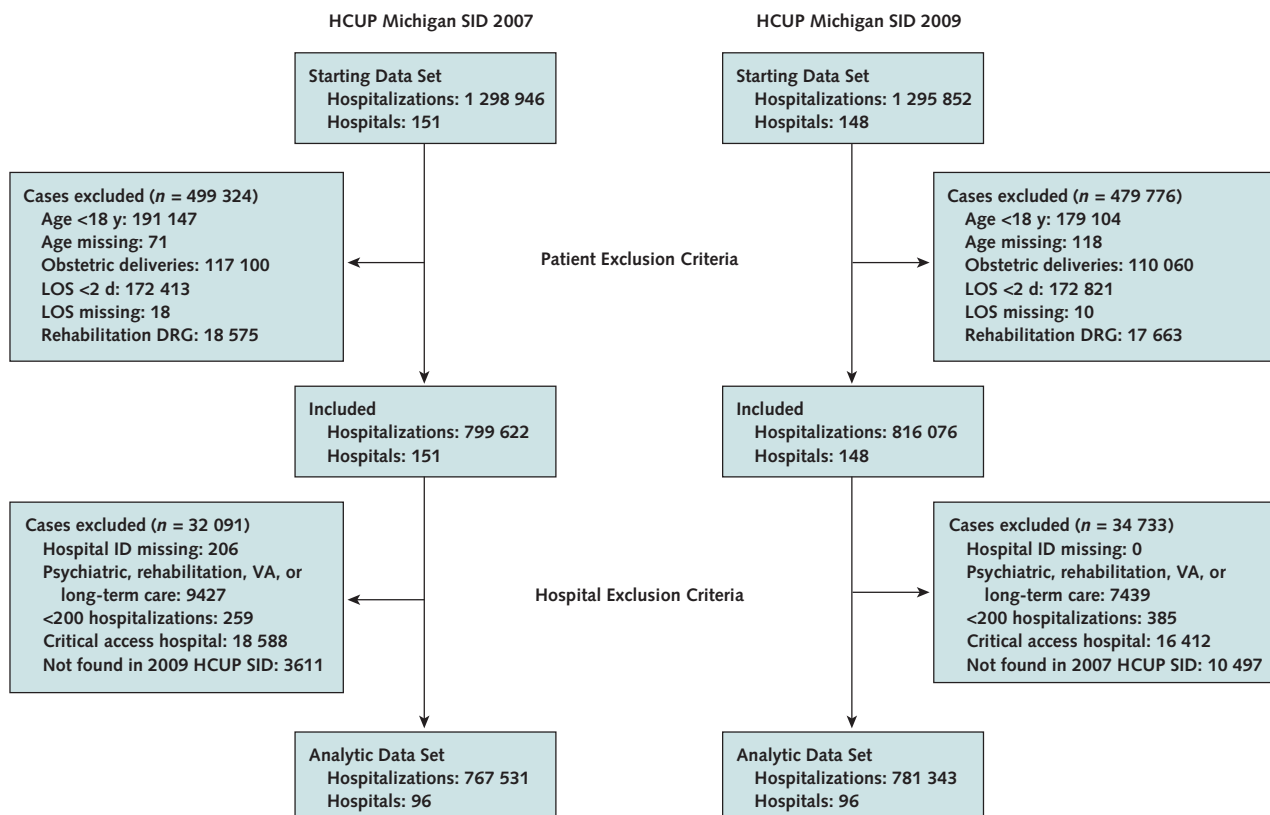 HCUP Michigan SID 2007
HCUP Michigan SID 2009
Starting Data Set
Hospitalizations: 1 298 946
Hospitals: 151
Starting Data Set
Hospitalizations: 1 295 852
Hospitals: 148
Cases excluded (n = 499 324)
Age <18 y: 191 147
Age missing: 71
Obstetric deliveries: 117 100
LOS <2 d: 172 413
LOS missing: 18
Rehabilitation DRG: 18 575
Patient Exclusion Criteria
Cases excluded (n = 479 776)
Age <18 y: 179 104
Age missing: 118
Obstetric deliveries: 110 060
LOS <2 d: 172 821
LOS missing: 10
Rehabilitation DRG: 17 663
Included
Hospitalizations: 799 622
Hospitals: 151
Included
Hospitalizations: 816 076
Hospitals: 148
Cases excluded (n = 32 091)
Hospital ID missing: 206
Psychiatric, rehabilitation, VA, or
long-term care: 9427
<200 hospitalizations: 259
Critical access hospital: 18 588
Not found in 2009 HCUP SID: 3611
Hospital Exclusion Criteria
Cases excluded (n = 34 733)
Hospital ID missing: 0
Psychiatric, rehabilitation, VA, or
long-term care: 7439
<200 hospitalizations: 385
Critical access hospital: 16 412
Not found in 2007 HCUP SID: 10 497
Analytic Data Set
Hospitalizations: 767 531
Hospitals: 96
Analytic Data Set
Hospitalizations: 781 343
Hospitals: 96